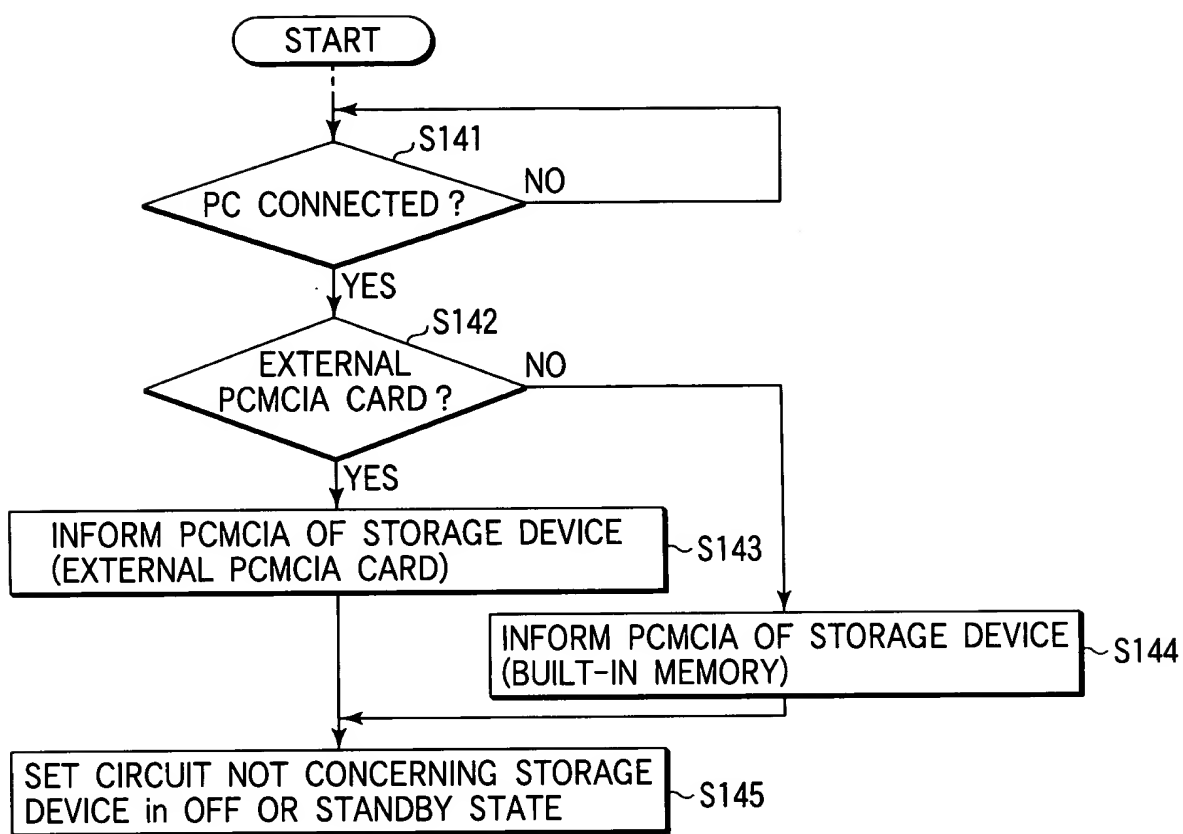 START
S141
PC CONNECTED ?
NO
YES
S142
EXTERNAL
PCMCIA CARD ?
NO
YES
INFORM PCMCIA OF STORAGE DEVICE
(EXTERNAL PCMCIA CARD)
S143
INFORM PCMCIA OF STORAGE DEVICE
(BUILT-IN MEMORY)
S144
SET CIRCUIT NOT CONCERNING STORAGE
DEVICE in OFF OR STANDBY STATE
S145